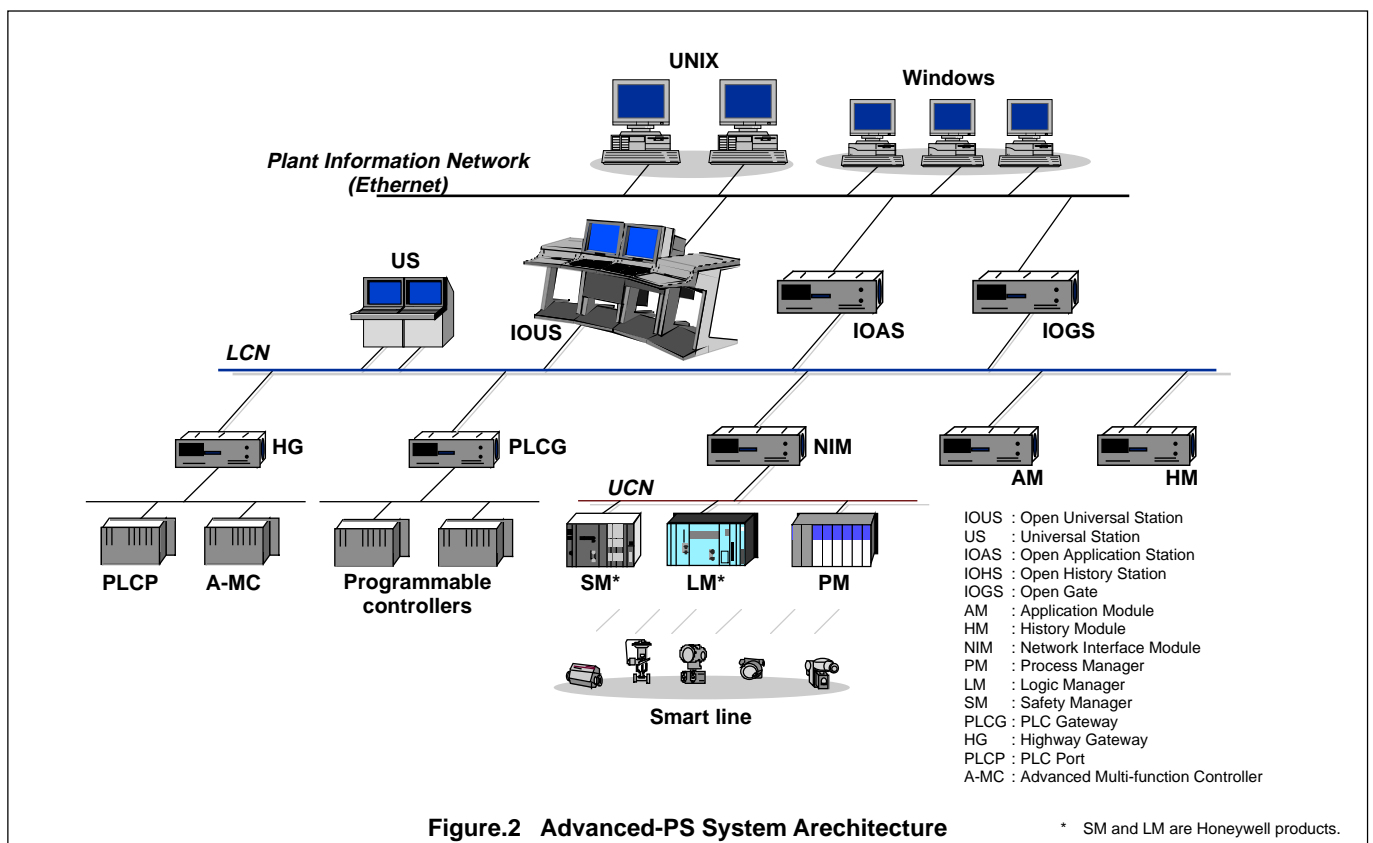 UNIX
Windows
Plant Information Network
(Ethernet)
US
IOUS
IOAS
IOGS
LCN
HG
PLCG
NIM
AM
HM
UCN
PLCP
A-MC
Programmable
controllers
SM*
LM*
PM
Smart line
IOUS : Open Universal Station
US : Universal Station
IOAS : Open Application Station
IOHS : Open History Station
IOGS : Open Gate
AM : Application Module
HM : History Module
NIM : Network Interface Module
PM : Process Manager
LM : Logic Manager
SM : Safety Manager
PLCG : PLC Gateway
HG : Highway Gateway
PLCP : PLC Port
A-MC : Advanced Multi-function Controller
Figure.2 Advanced-PS System Arechitecture
* SM and LM are Honeywell products.